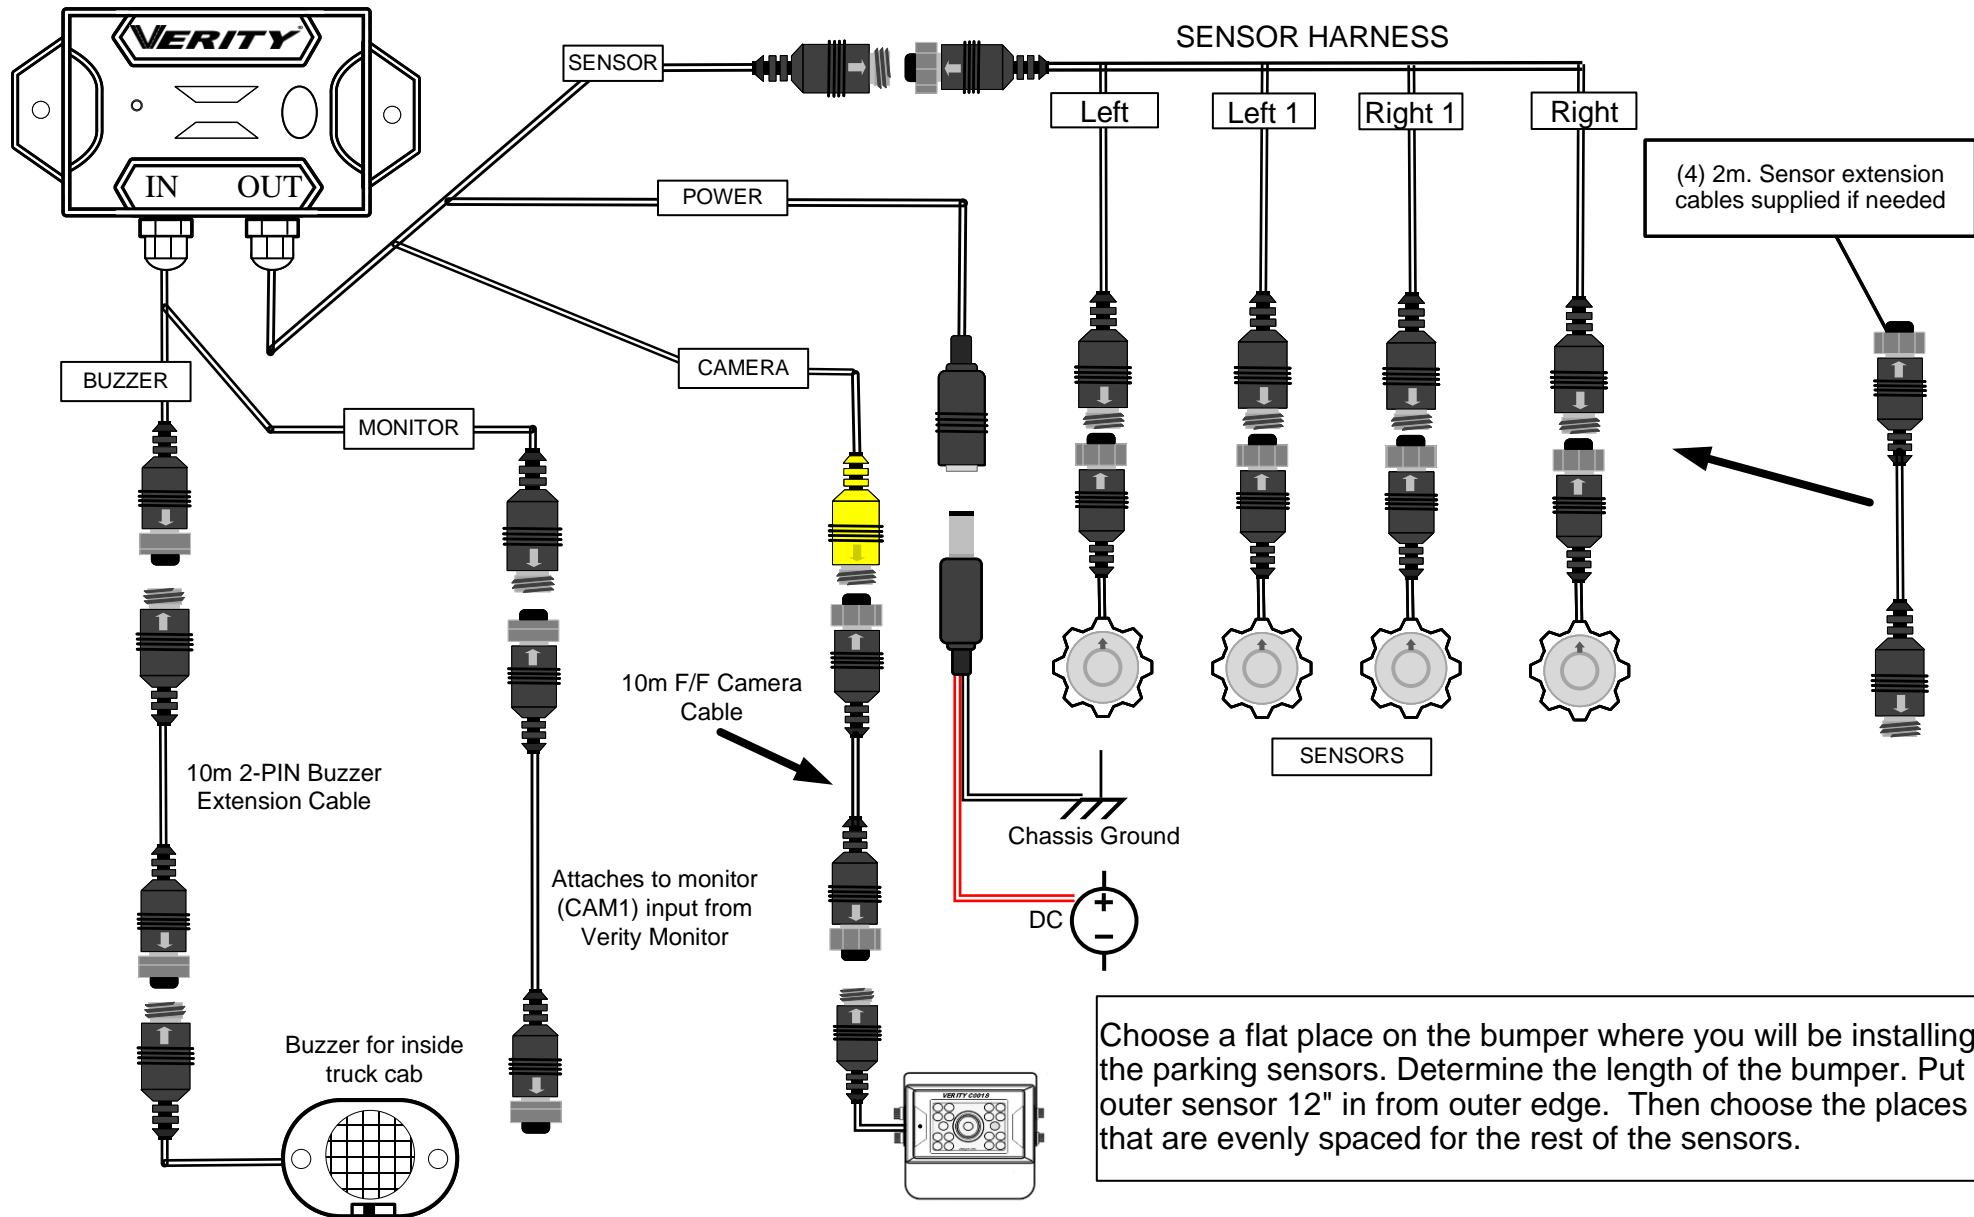 VERITY
IN OUT
SENSOR
SENSOR HARNESS
Left
Left 1
Right 1
Right
(4) 2m. Sensor extension
cables supplied if needed
POWER
CAMERA
BUZZER
MONITOR
10m F/F Camera
Cable
SENSORS
10m 2-PIN Buzzer
Extension Cable
Chassis Ground
Attaches to monitor
(CAM1) input from
Verity Monitor
DC
+
–
Buzzer for inside
truck cab
VERITY C0018
Choose a flat place on the bumper where you will be installing
the parking sensors. Determine the length of the bumper. Put
outer sensor 12" in from outer edge.  Then choose the places
that are evenly spaced for the rest of the sensors.